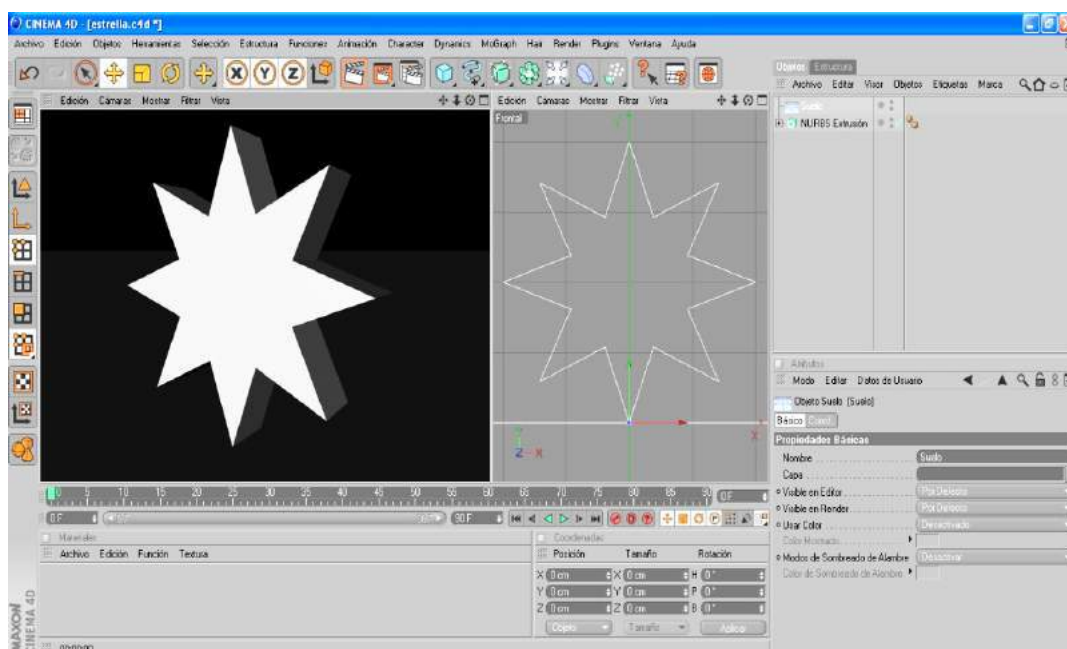 CINEMA 4D - [estrella.c4d *]
Archivo Edición Objetos Herramientas Selección Estructura Funciones Animación Character Dynamics MoGraph Hair Render Plugins Ventana Ayuda
Objetos Estructura
Archivo Editar Visor Objetos Etiquetas Marca
Suelo
NURBS Extrusión
Edición Cámaras Mostrar Filtrar Vista
Edición Cámaras Mostrar Filtrar Vista
Frontal
Y
X
Z X
Atributos
Modo Editar Datos de Usuario
Objeto Suelo [Suelo]
Básico Coord.
Propiedades Básicas
Nombre Suelo
Capa
Visible en Editor Por Defecto
Visible en Render Por Defecto
Usar Color Desactivado
Color Mostrado
Modos de Sombreado de Alambre Desactivar
Color de Sombreado de Alambre
0 5 10 15 20 25 30 35 40 45 50 55 60 65 70 75 80 85 90 0 F
0 F 90 F
Materiales
Archivo Edición Función Textura
Coordenadas
Posición Tamaño Rotación
X 0 cm X 0 cm H 0 °
Y 0 cm Y 0 cm P 0 °
Z 0 cm Z 0 cm B 0 °
Objeto Tamaño Aplicar
MAXON
CINEMA 4D
00:00:00